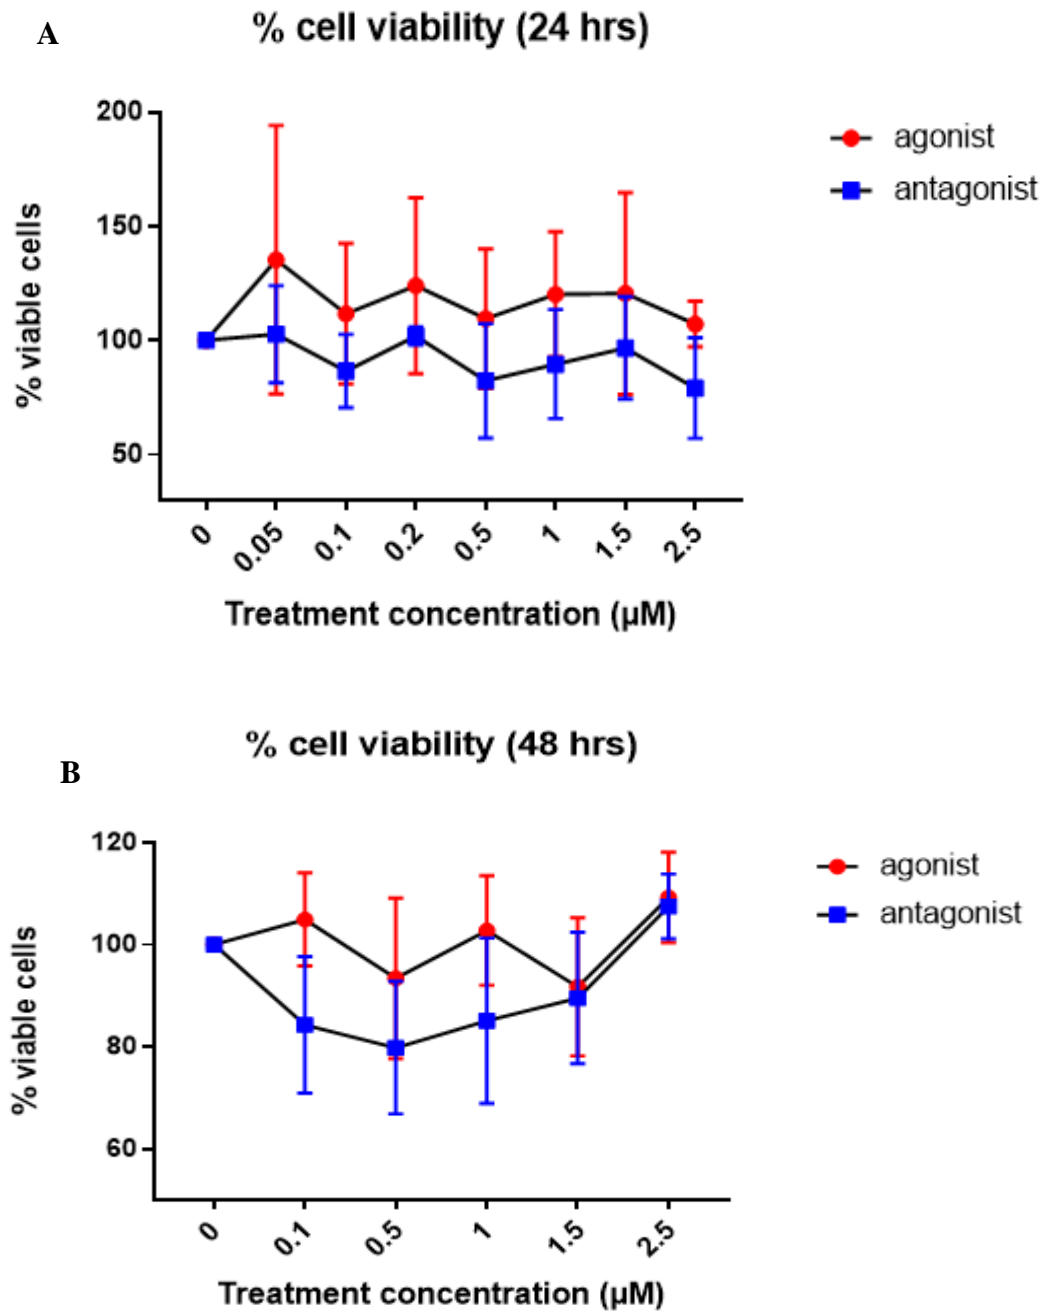 A
% cell viability (24 hrs)
200
150
100
50
% viable cells
agonist
antagonist
0
0.05
0.1
0.2
0.5
1
1.5
2.5
Treatment concentration (µM)
% cell viability (48 hrs)
B
120
100
80
60
% viable cells
agonist
antagonist
0
0.1
0.5
1
1.5
2.5
Treatment concentration (µM)